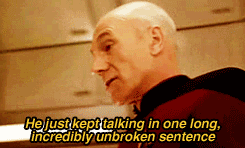 He just kept talking in one long,
incredibly unbroken sentence